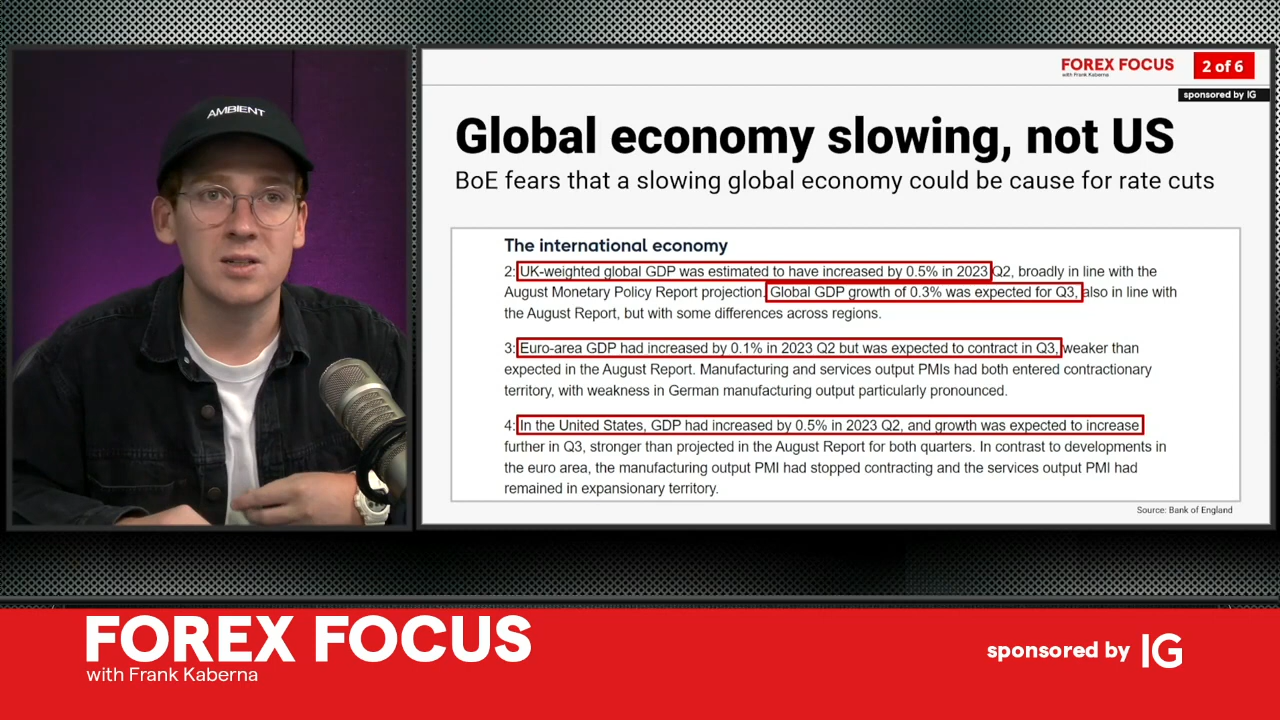 AMBIENT
FOREX FOCUS
with Frank Kaberna
2 of 6
sponsored by IG
Global economy slowing, not US
BoE fears that a slowing global economy could be cause for rate cuts
The international economy
2: UK-weighted global GDP was estimated to have increased by 0.5% in 2023 Q2, broadly in line with the
August Monetary Policy Report projection. Global GDP growth of 0.3% was expected for Q3, also in line with
the August Report, but with some differences across regions.
3: Euro-area GDP had increased by 0.1% in 2023 Q2 but was expected to contract in Q3, weaker than
expected in the August Report. Manufacturing and services output PMIs had both entered contractionary
territory, with weakness in German manufacturing output particularly pronounced.
4: In the United States, GDP had increased by 0.5% in 2023 Q2, and growth was expected to increase
further in Q3, stronger than projected in the August Report for both quarters. In contrast to developments in
the euro area, the manufacturing output PMI had stopped contracting and the services output PMI had
remained in expansionary territory.
Source: Bank of England
FOREX FOCUS
with Frank Kaberna
sponsored by IG